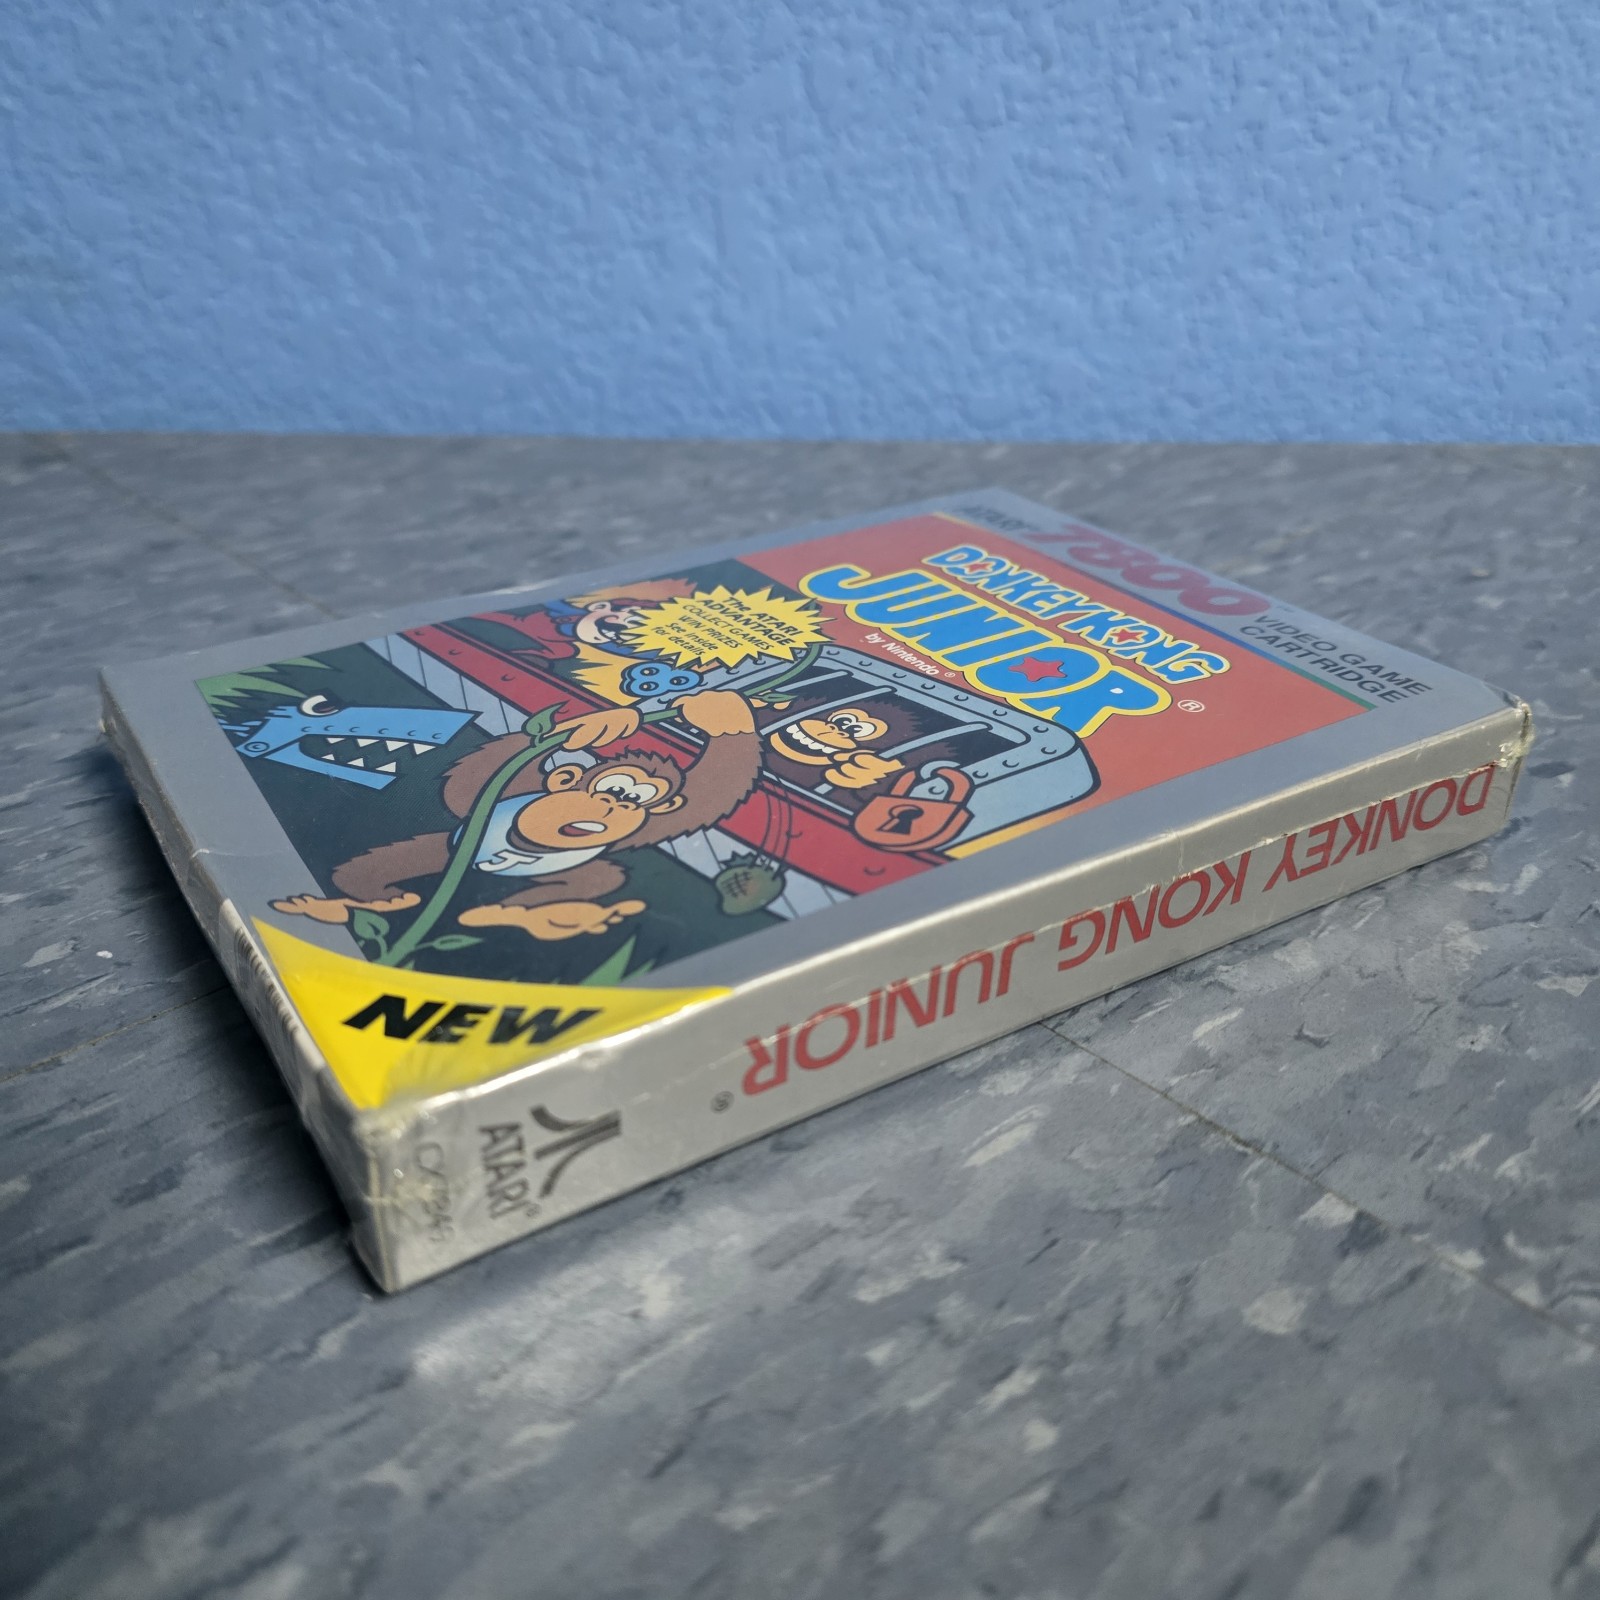 ATARI 7800™
VIDEO GAME
CARTRIDGE
DONKEY KONG
JUNIOR®
by Nintendo®
The ATARI
ADVANTAGE
COLLECT GAMES
WIN PRIZES
See inside
for details.
J
NEW
DONKEY KONG JUNIOR®
ATARI®